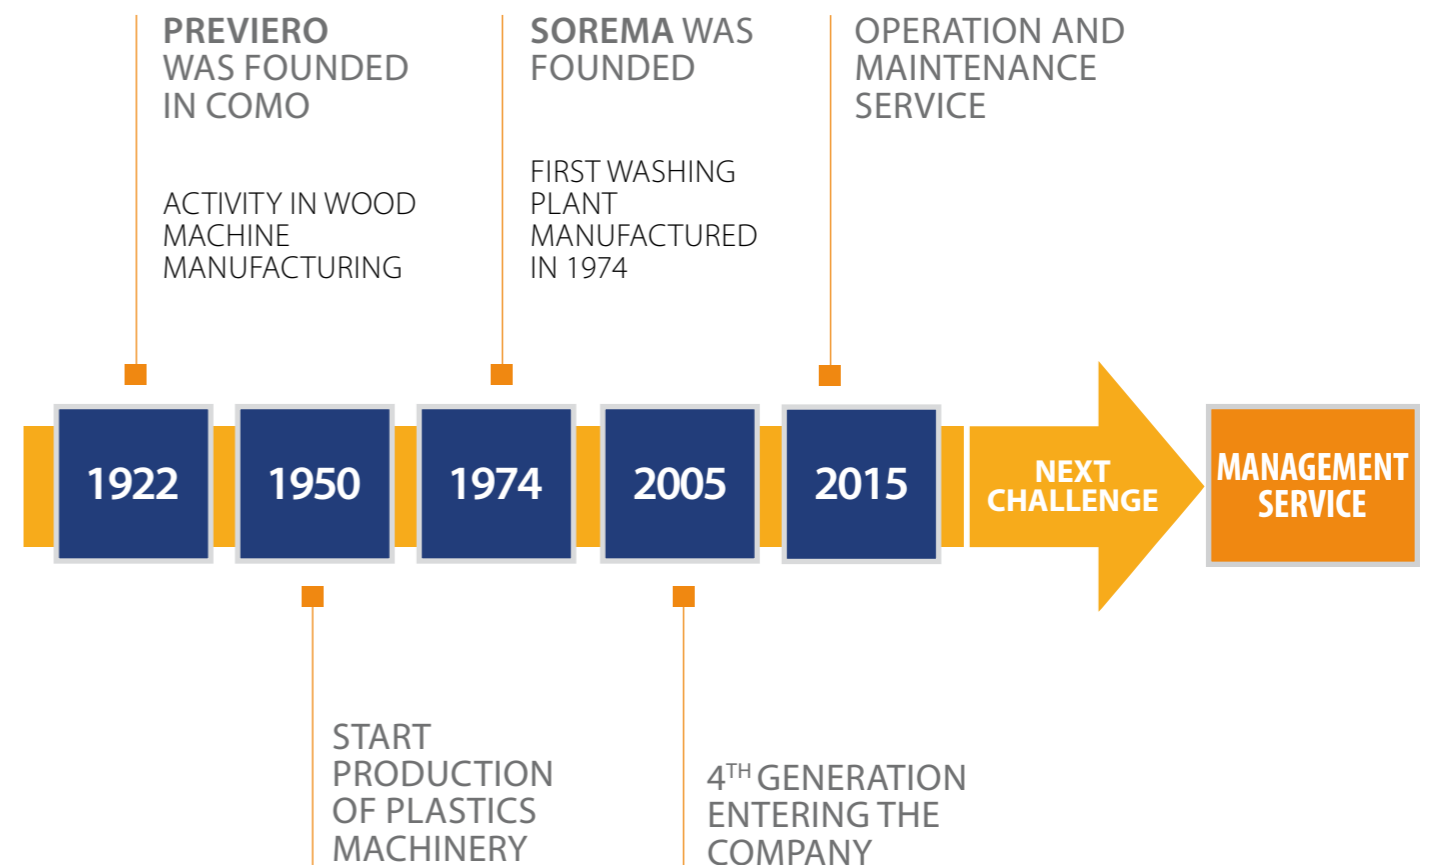 PREVIERO
WAS FOUNDED
IN COMO
ACTIVITY IN WOOD
MACHINE
MANUFACTURING
SOREMA WAS
FOUNDED
FIRST WASHING
PLANT
MANUFACTURED
IN 1974
OPERATION AND
MAINTENANCE
SERVICE
1922
1950
1974
2005
2015
NEXT
CHALLENGE
MANAGEMENT
SERVICE
START
PRODUCTION
OF PLASTICS
MACHINERY
4TH GENERATION
ENTERING THE
COMPANY